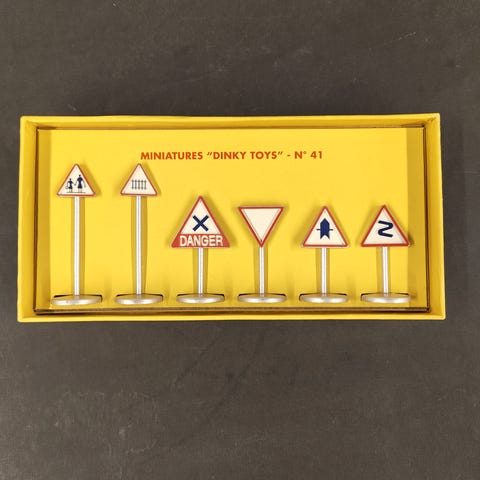 MINIATURES "DINKY TOYS" - N° 41
DANGER